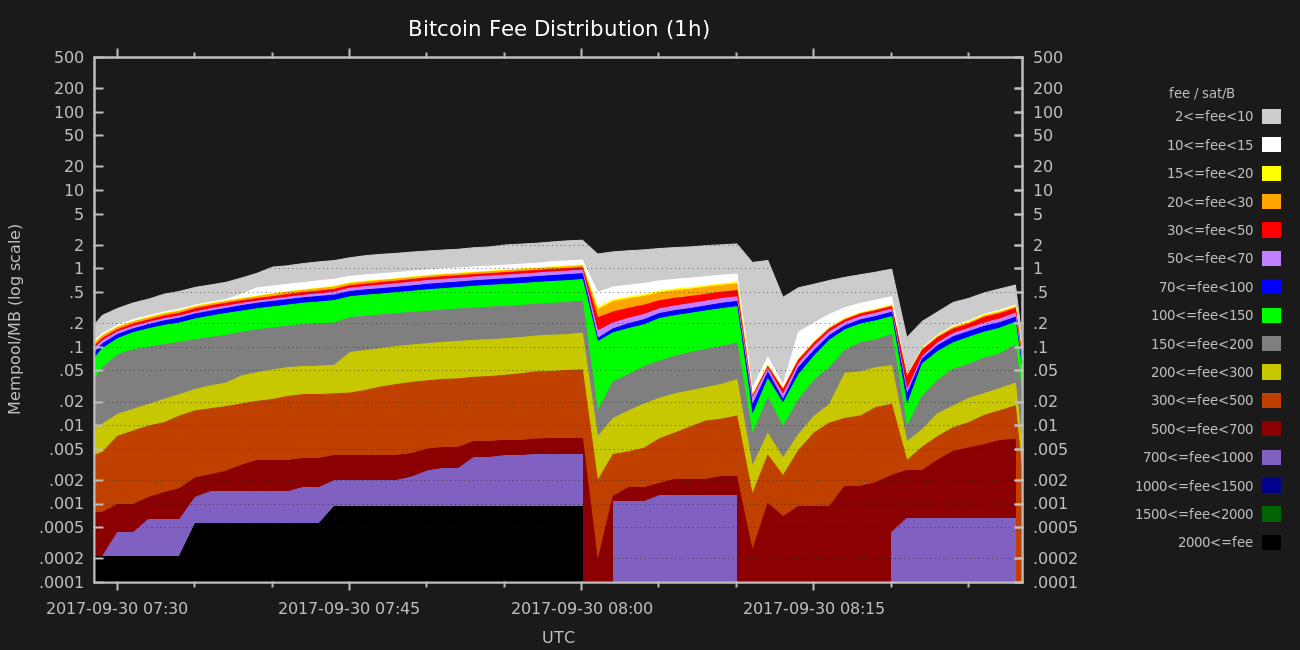 Bitcoin Fee Distribution (1h)
500 500
200 200
100 100
50 50
20 20
10 10
5 5
2 2
1 1
.5 .5
.2 .2
.1 .1
.05 .05
.02 .02
.01 .01
.005 .005
.002 .002
.001 .001
.0005 .0005
.0002 .0002
.0001 .0001
Mempool/MB (log scale)
2017-09-30 07:30 2017-09-30 07:45 2017-09-30 08:00 2017-09-30 08:15
UTC
fee / sat/B
2<=fee<10
10<=fee<15
15<=fee<20
20<=fee<30
30<=fee<50
50<=fee<70
70<=fee<100
100<=fee<150
150<=fee<200
200<=fee<300
300<=fee<500
500<=fee<700
700<=fee<1000
1000<=fee<1500
1500<=fee<2000
2000<=fee